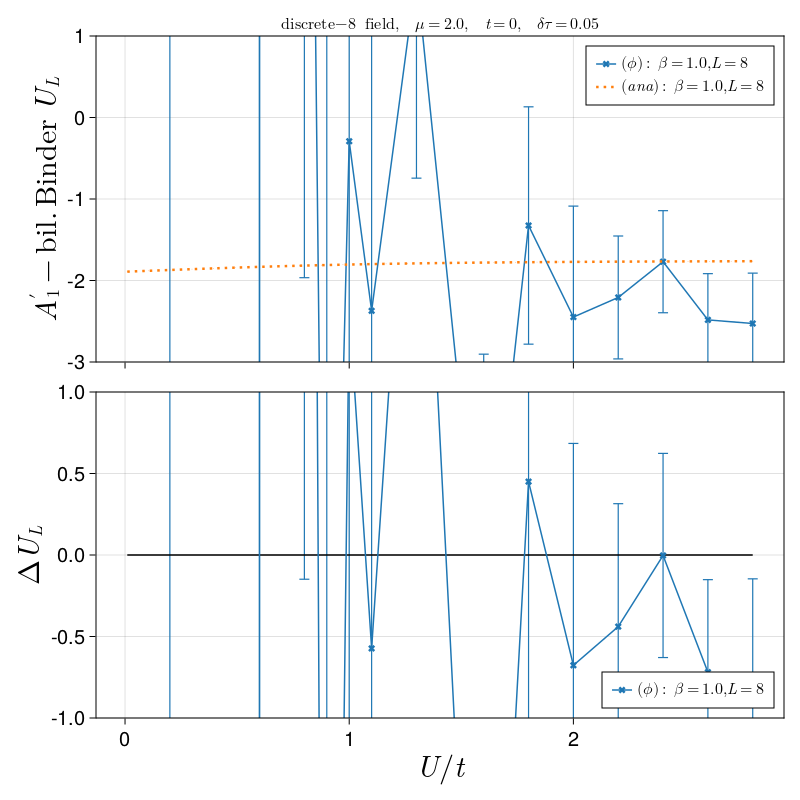 discrete−8 field, μ = 2.0, t = 0, δτ = 0.05
A′₁ − bil. Binder U_L
1
0
-1
-2
-3
(ϕ) : β = 1.0, L = 8
(ana) : β = 1.0, L = 8
Δ U_L
1.0
0.5
0.0
-0.5
-1.0
(ϕ) : β = 1.0, L = 8
0
1
2
U/t